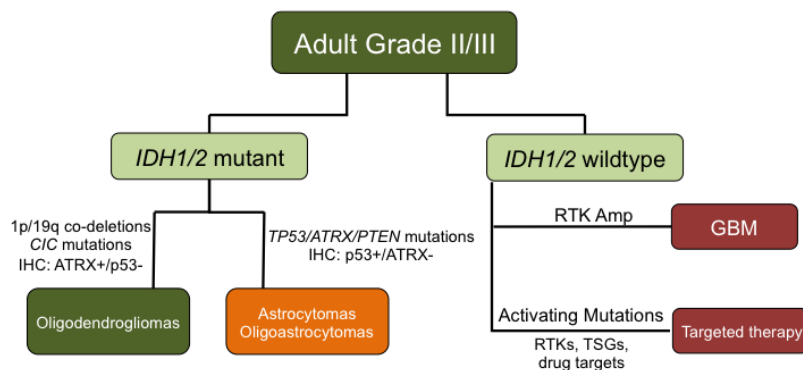 Adult Grade II/III
IDH1/2 mutant
IDH1/2 wildtype
1p/19q co-deletions
CIC mutations
IHC: ATRX+/p53-
TP53/ATRX/PTEN mutations
IHC: p53+/ATRX-
RTK Amp
GBM
Oligodendrogliomas
Astrocytomas
Oligoastrocytomas
Activating Mutations
RTKs, TSGs,
drug targets
Targeted therapy